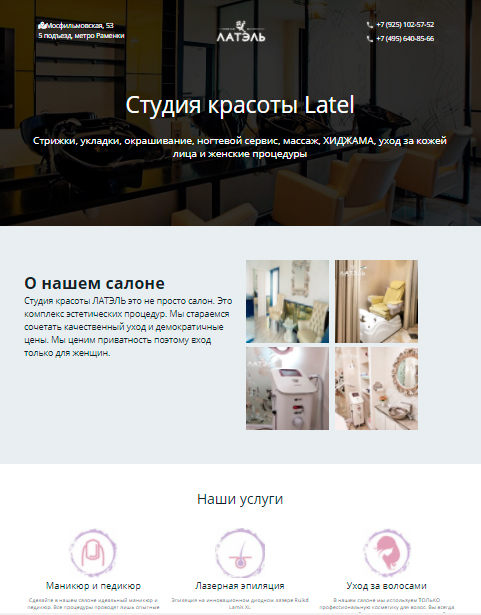 Мосфильмовская, 53
5 подъезд, метро Раменки
ЛАТЭЛЬ
+7 (925) 102-57-52
+7 (495) 640-85-66
Студия красоты Latel
Стрижки, укладки, окрашивание, ногтевой сервис, массаж, ХИДЖАМА, уход за кожей
лица и женские процедуры
О нашем салоне
Студия красоты ЛАТЭЛЬ это не просто салон. Это
комплекс эстетических процедур. Мы стараемся
сочетать качественный уход и демократичные
цены. Мы ценим приватность поэтому вход
только для женщин.
ЛАТЭЛЬ
ЛАТЭЛЬ
Наши услуги
Маникюр и педикюр
Лазерная эпиляция
Уход за волосами
Сделайте в нашем салоне идеальный маникюр и
педикюр. Все процедуры проводят лишь опытные
Эпиляция на инновационном диодном лазере
В нашем салоне мы используем ТОЛЬКО
профессиональную косметику для волос. Вы всегда